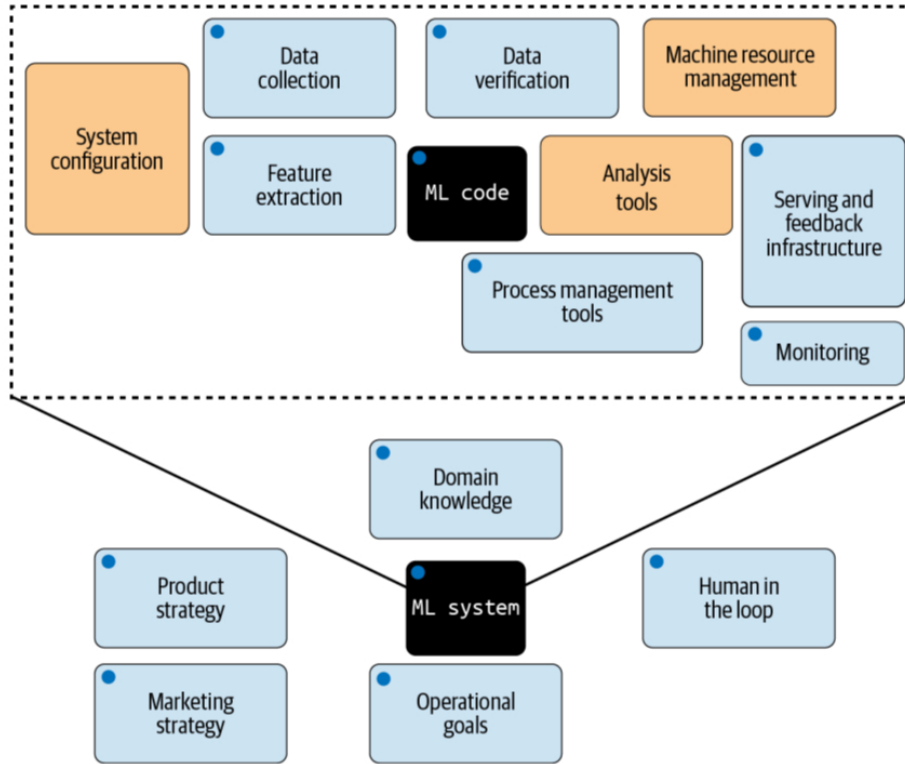 Data
collection
Data
verification
Machine resource
management
System
configuration
Feature
extraction
ML code
Analysis
tools
Serving and
feedback
infrastructure
Process management
tools
Monitoring
Domain
knowledge
Product
strategy
ML system
Human in
the loop
Marketing
strategy
Operational
goals